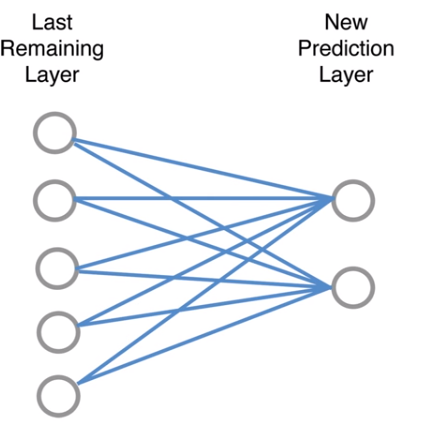 Last
Remaining
Layer
New
Prediction
Layer